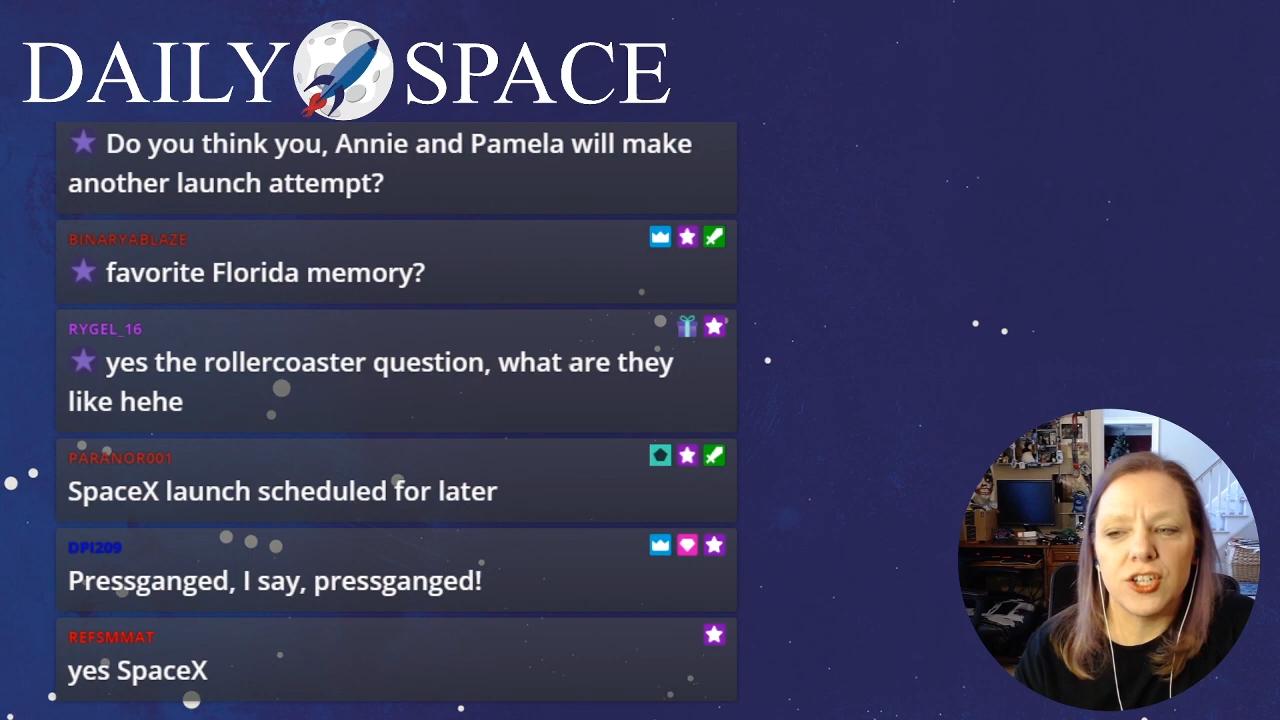 DAILY SPACE
Do you think you, Annie and Pamela will make
another launch attempt?
BINARYABLAZE
favorite Florida memory?
RYGEL_16
yes the rollercoaster question, what are they
like hehe
PARANOR001
SpaceX launch scheduled for later
DPI209
Pressganged, I say, pressganged!
REFSMMAT
yes SpaceX